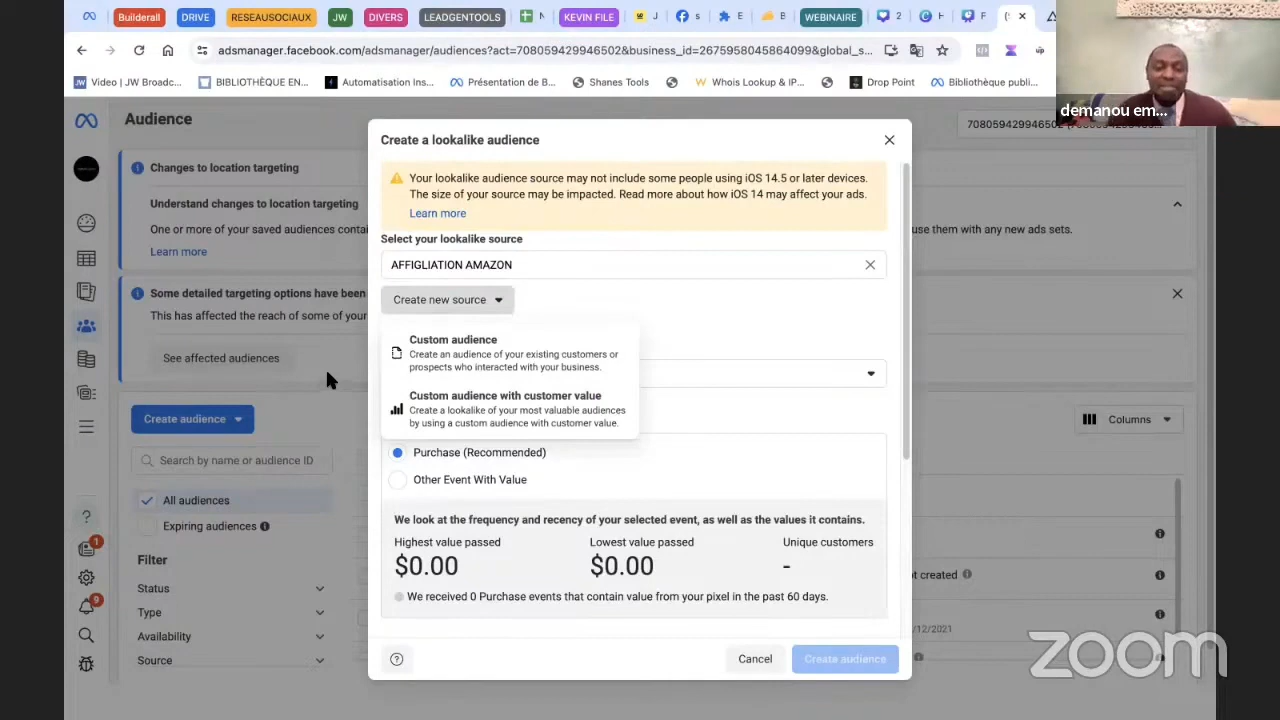 Builderall
DRIVE
RESEAUSOCIAUX
JW
DIVERS
LEADGENTOOLS
N
KEVIN FILE
J
s
E
B
WEBINAIRE
2
H
F
adsmanager.facebook.com/adsmanager/audiences?act=708059429946502&business_id=2675958045864099&global_s...
Video | JW Broadc...
BIBLIOTHÈQUE EN...
Automatisation Ins...
Présentation de B...
Shanes Tools
Whois Lookup & IP...
Drop Point
Bibliothèque publi...
demanou em...
Audience
Changes to location targeting
Understand changes to location targeting
One or more of your saved audiences contai
use them with any new ads sets.
Learn more
Some detailed targeting options have been
This has affected the reach of some of your
See affected audiences
Create audience
Columns
Search by name or audience ID
All audiences
Expiring audiences
Filter
Status
Type
Availability
Source
1
9
t created
/12/2021
Create a lookalike audience
Your lookalike audience source may not include some people using iOS 14.5 or later devices.
The size of your source may be impacted. Read more about how iOS 14 may affect your ads.
Learn more
Select your lookalike source
AFFIGLIATION AMAZON
Create new source
Custom audience
Create an audience of your existing customers or
prospects who interacted with your business.
Custom audience with customer value
Create a lookalike of your most valuable audiences
by using a custom audience with customer value.
Purchase (Recommended)
Other Event With Value
We look at the frequency and recency of your selected event, as well as the values it contains.
Highest value passed
Lowest value passed
Unique customers
$0.00
$0.00
-
We received 0 Purchase events that contain value from your pixel in the past 60 days.
Cancel
Create audience
zoom